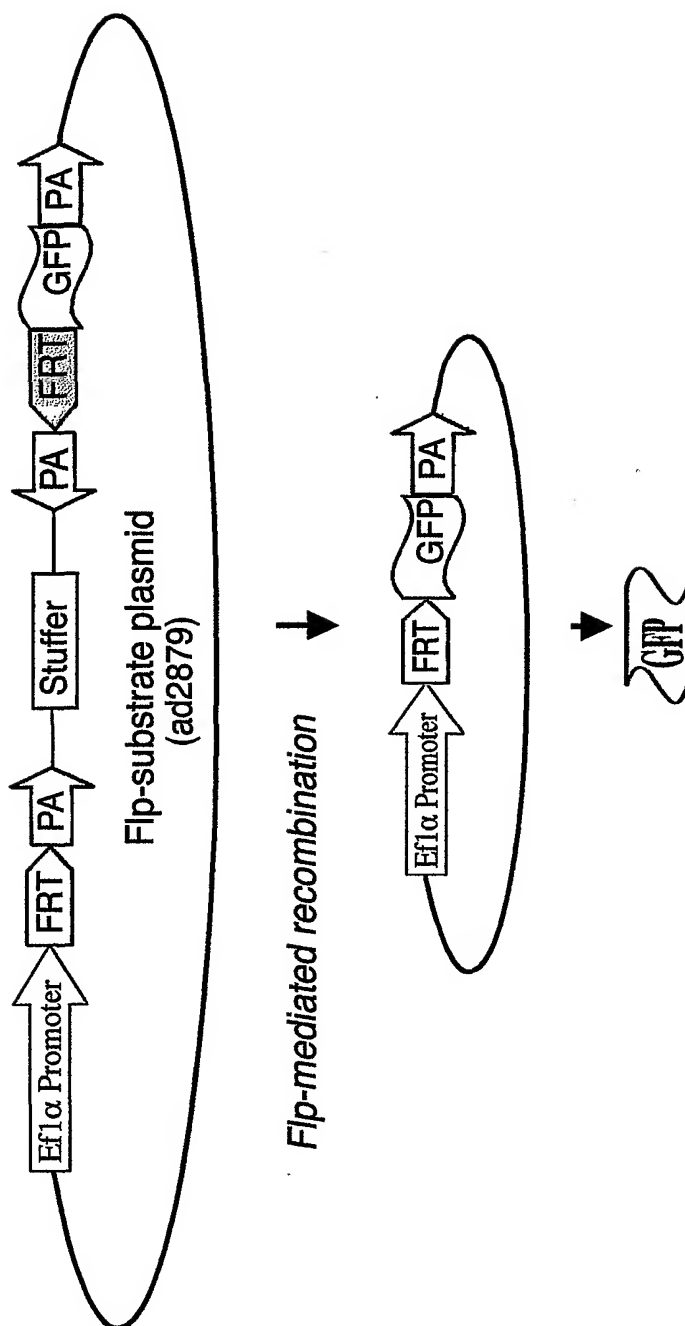 Ef1α Promoter
FRT
PA
Stuffer
PA
FRT
GFP
PA
Flp-substrate plasmid
(ad2879)
Flp-mediated recombination
Ef1α Promoter
FRT
GFP
PA
GFP